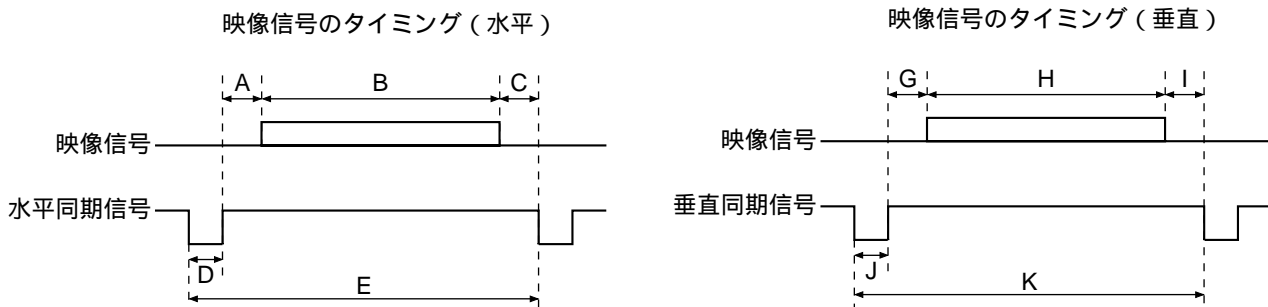 映像信号のタイミング ( 水平 )
A
B
C
映像信号
水平同期信号
D
E
映像信号のタイミング ( 垂直 )
G
H
I
映像信号
垂直同期信号
J
K